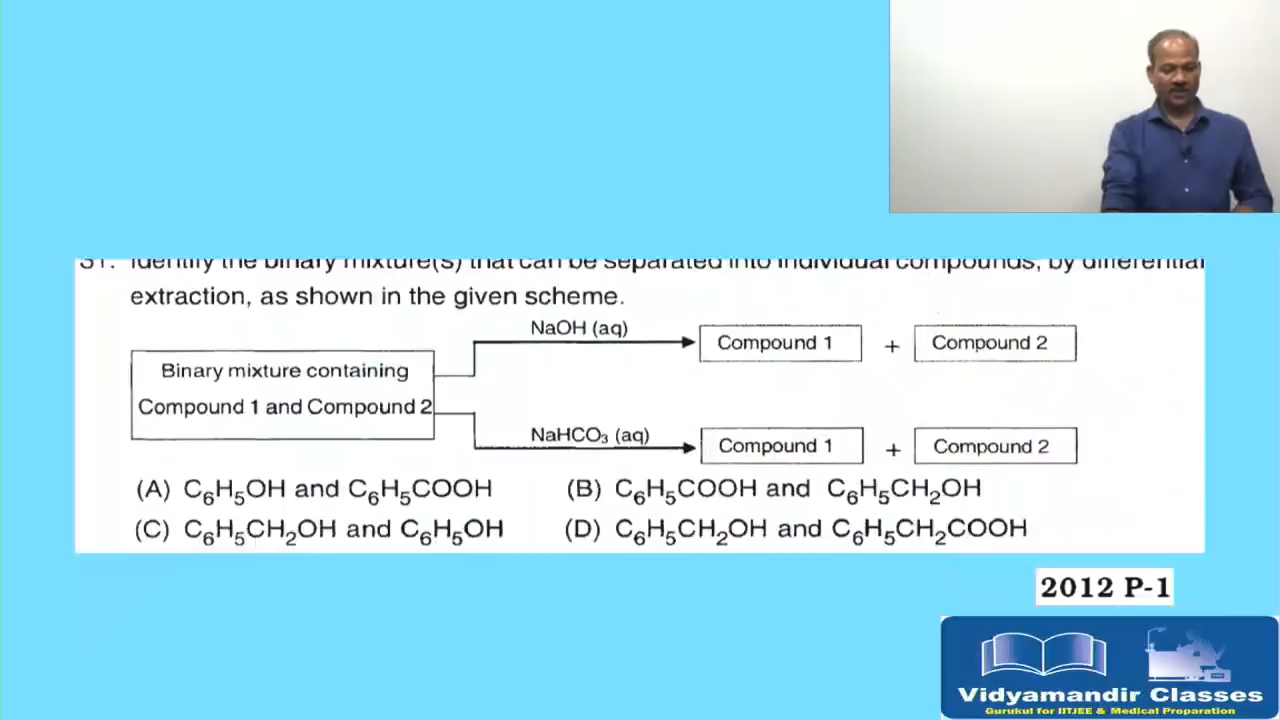 31. Identify the binary mixture(s) that can be separated into individual compounds, by differential
extraction, as shown in the given scheme.
NaOH (aq)
Compound 1 + Compound 2
Binary mixture containing
Compound 1 and Compound 2
NaHCO₃ (aq)
Compound 1 + Compound 2
(A) C₆H₅OH and C₆H₅COOH (B) C₆H₅COOH and C₆H₅CH₂OH
(C) C₆H₅CH₂OH and C₆H₅OH (D) C₆H₅CH₂OH and C₆H₅CH₂COOH
2012 P-1
Vidyamandir Classes
Gurukul for IITJEE & Medical Preparation